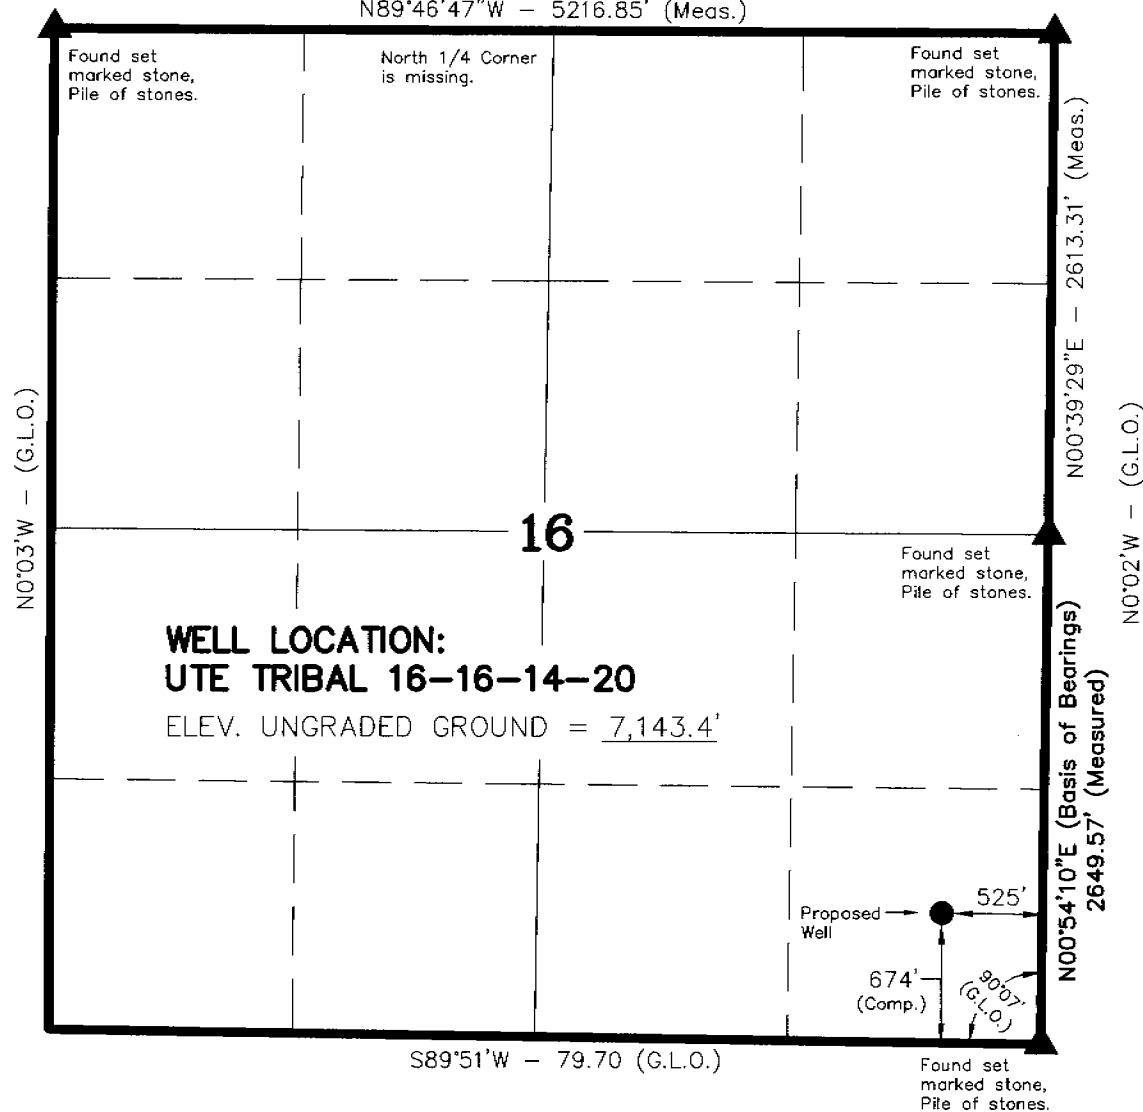 N89°46'47"W - 5216.85' (Meas.)
Found set
marked stone,
Pile of stones.
North 1/4 Corner
is missing.
Found set
marked stone,
Pile of stones.
N00°39'29"E - 2613.31' (Meas.)
N0°03'W - (G.L.O.)
N0°02'W - (G.L.O.)
16
Found set
marked stone,
Pile of stones.
WELL LOCATION:
UTE TRIBAL 16-16-14-20
ELEV. UNGRADED GROUND = 7,143.4'
N00°54'10"E (Basis of Bearings)
2649.57' (Measured)
Proposed
Well
525'
674'
(Comp.)
90°07'
(G.L.O.)
S89°51'W - 79.70 (G.L.O.)
Found set
marked stone,
Pile of stones.